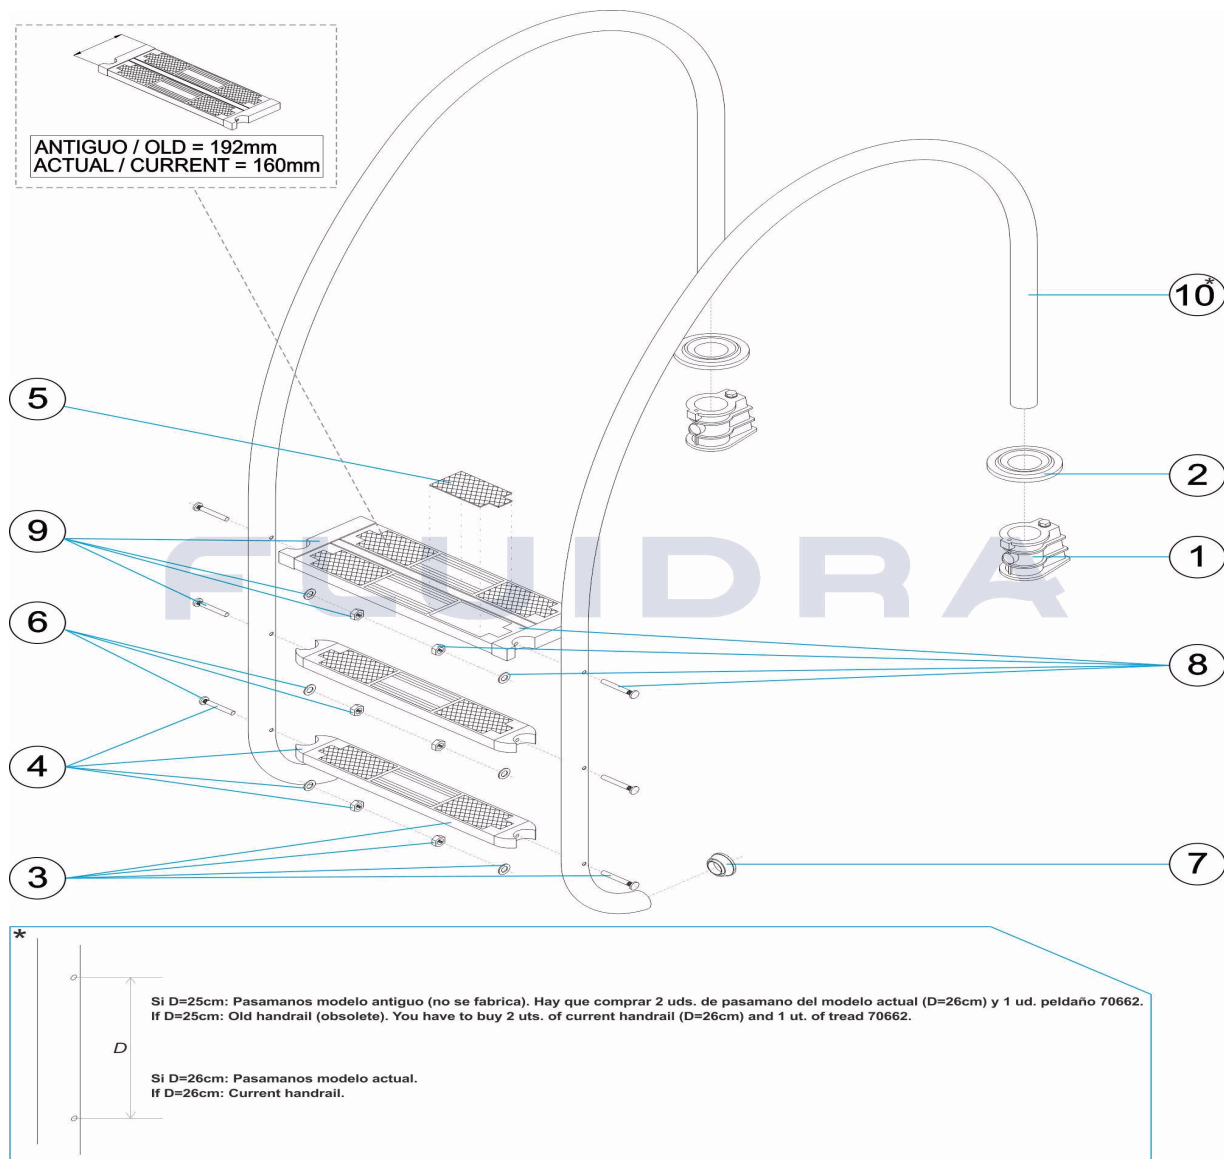 ANTIGUO / OLD = 192mm
ACTUAL / CURRENT = 160mm
10*
5
2
9
1
6
8
4
3
7
FLUIDRA
*
Si D=25cm: Pasamanos modelo antiguo (no se fabrica). Hay que comprar 2 uds. de pasamano del modelo actual (D=26cm) y 1 ud. peldaño 70662.
If D=25cm: Old handrail (obsolete). You have to buy 2 uts. of current handrail (D=26cm) and 1 ut. of tread 70662.
D
Si D=26cm: Pasamanos modelo actual.
If D=26cm: Current handrail.